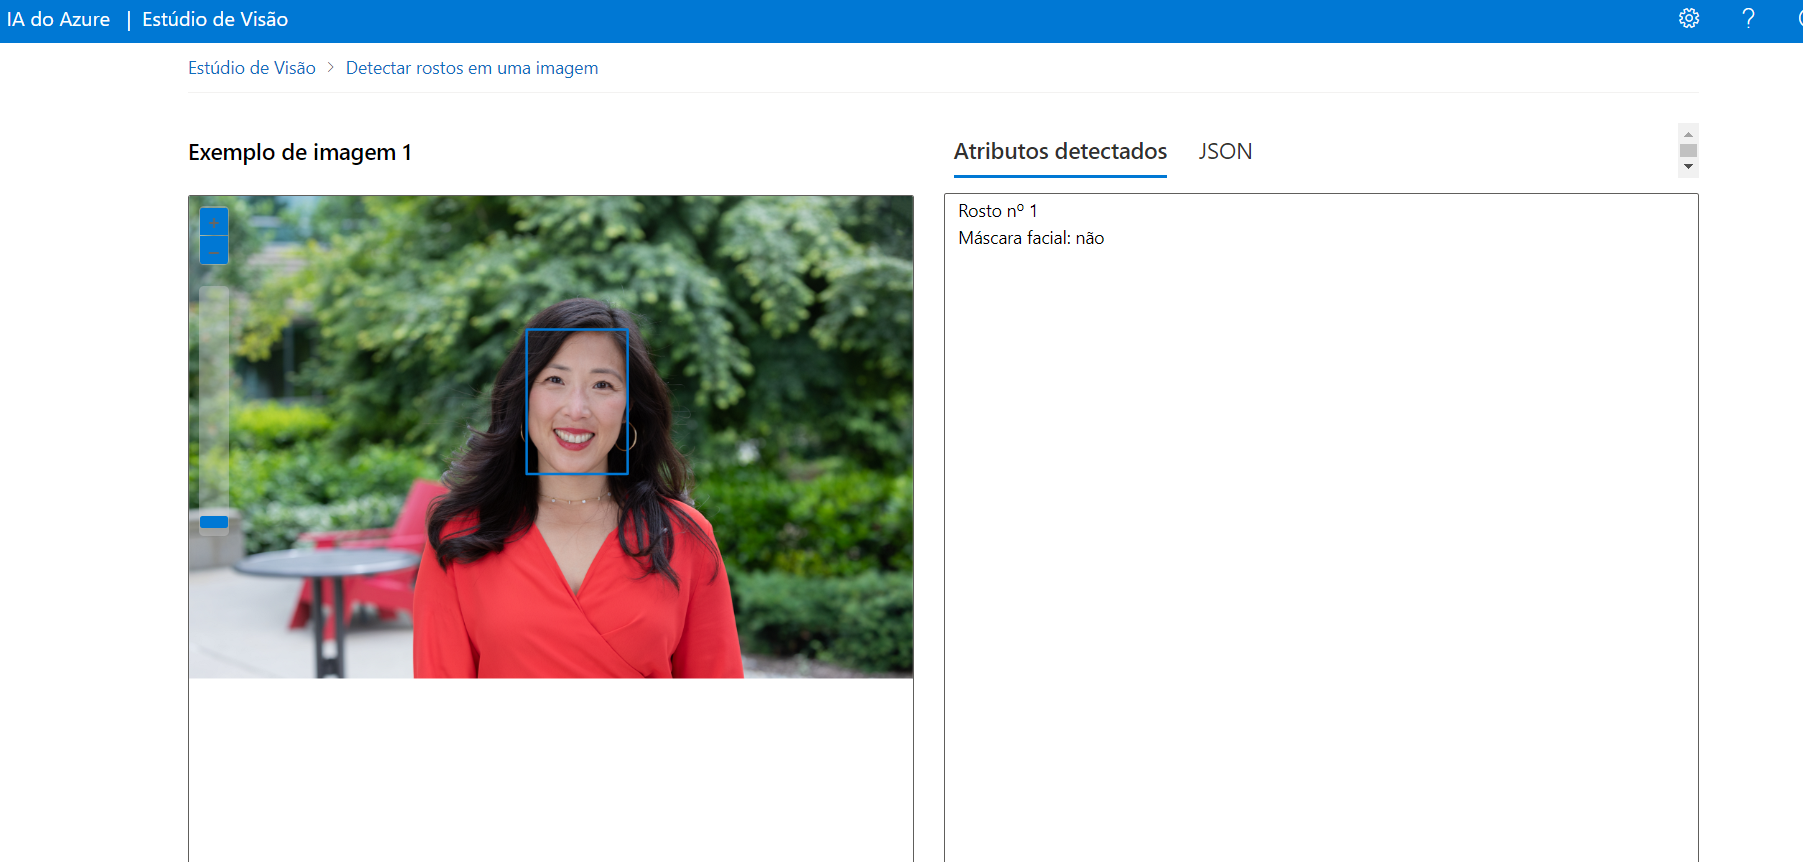 IA do Azure | Estúdio de Visão
?
Estúdio de Visão > Detectar rostos em uma imagem
Exemplo de imagem 1
Atributos detectados
JSON
+
−
Rosto nº 1
Máscara facial: não